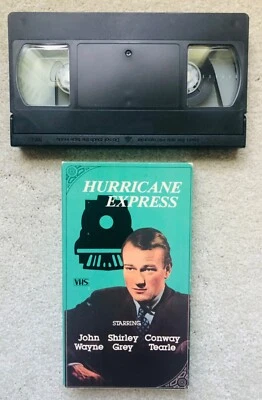 HURRICANE
EXPRESS
VHS
STARRING
John Shirley Conway
Wayne Grey Tearle